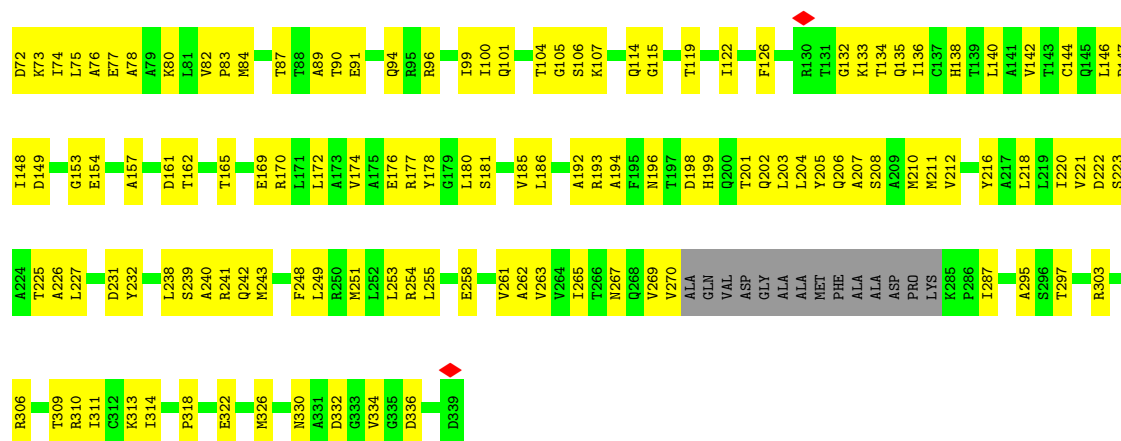 D72 K73 I74 L75 A76 E77 A78 A79 K80 L81 V82 P83 M84 T87 T88 A89 T90 E91 Q94 R95 R96 I99 I100 Q101 T104 G105 S106 K107 Q114 G115 T119 I122 F126 R130 T131 G132 K133 T134 Q135 I136 C137 H138 T139 L140 A141 V142 T143 C144 Q145 L146
I148 D149 G153 E154 A157 D161 T162 T165 E169 R170 L171 L172 A173 V174 A175 E176 R177 Y178 G179 L180 S181 V185 L186 A192 R193 A194 F195 N196 T197 D198 H199 Q200 T201 Q202 L203 L204 Y205 Q206 A207 S208 A209 M210 M211 V212 Y216 A217 L218 L219 I220 V221 D222 S223
A224 T225 A226 L227 D231 Y232 L238 S239 A240 R241 Q242 M243 F248 L249 R250 M251 L252 L253 R254 L255 E258 V261 A262 V263 V264 I265 T266 N267 Q268 V269 V270 ALA GLN VAL ASP GLY ALA ALA MET PHE ALA ALA ASP PRO LYS K285 P286 I287 A295 S296 T297 R303
R306 T309 R310 I311 C312 K313 I314 P318 E322 M326 N330 A331 D332 G333 V334 G335 D336 D339